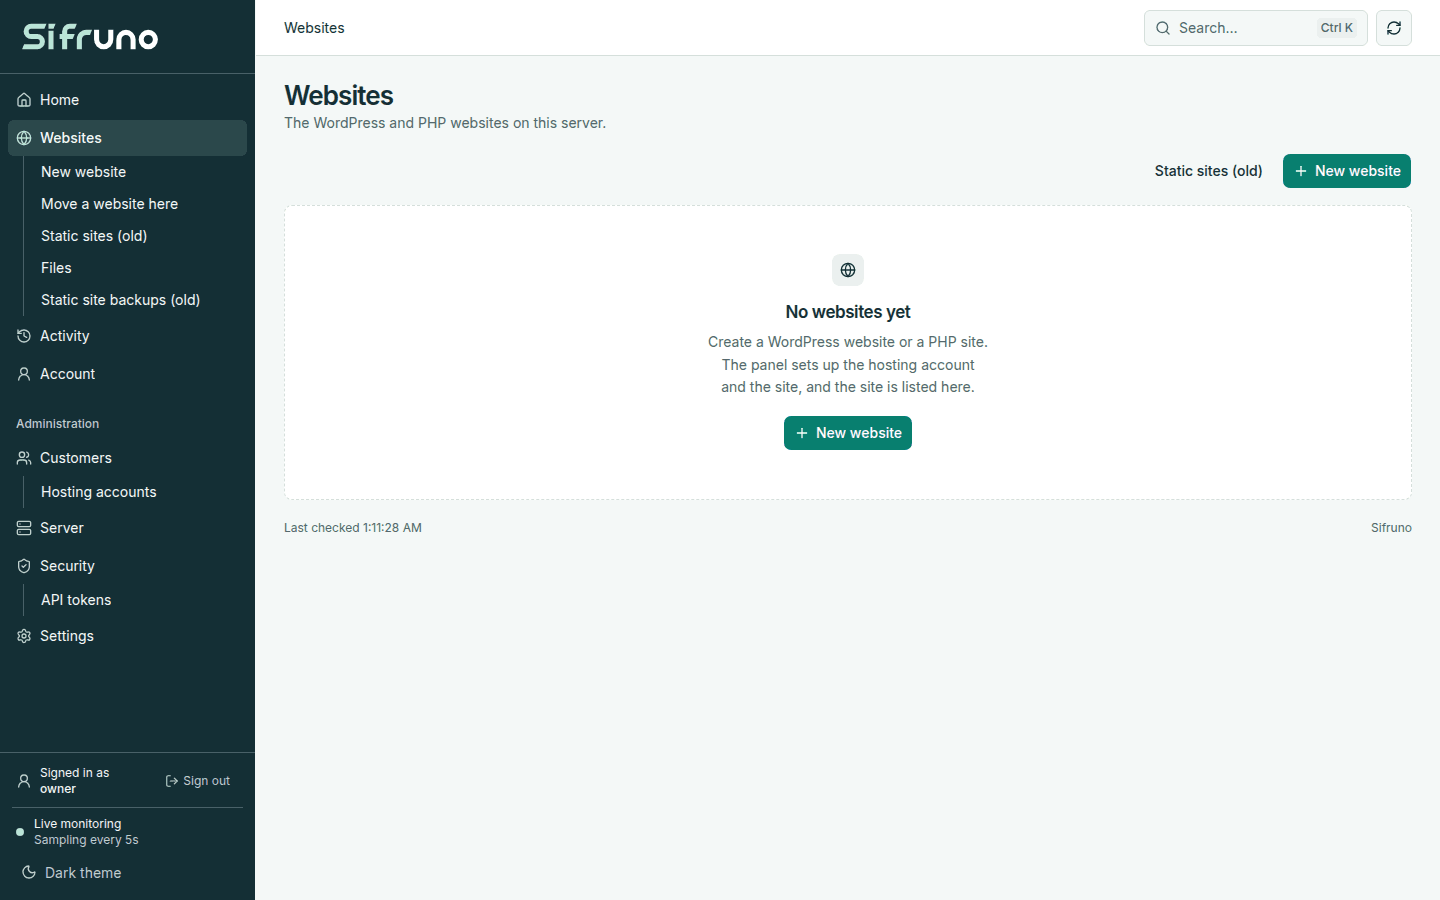 Sifruno
Websites
Search...
Ctrl K
Home
Websites
New website
Move a website here
Static sites (old)
Files
Static site backups (old)
Activity
Account
Administration
Customers
Hosting accounts
Server
Security
API tokens
Settings
Signed in as
owner
Sign out
Live monitoring
Sampling every 5s
Dark theme
Websites
The WordPress and PHP websites on this server.
Static sites (old)
New website
No websites yet
Create a WordPress website or a PHP site.
The panel sets up the hosting account
and the site, and the site is listed here.
New website
Last checked 1:11:28 AM
Sifruno